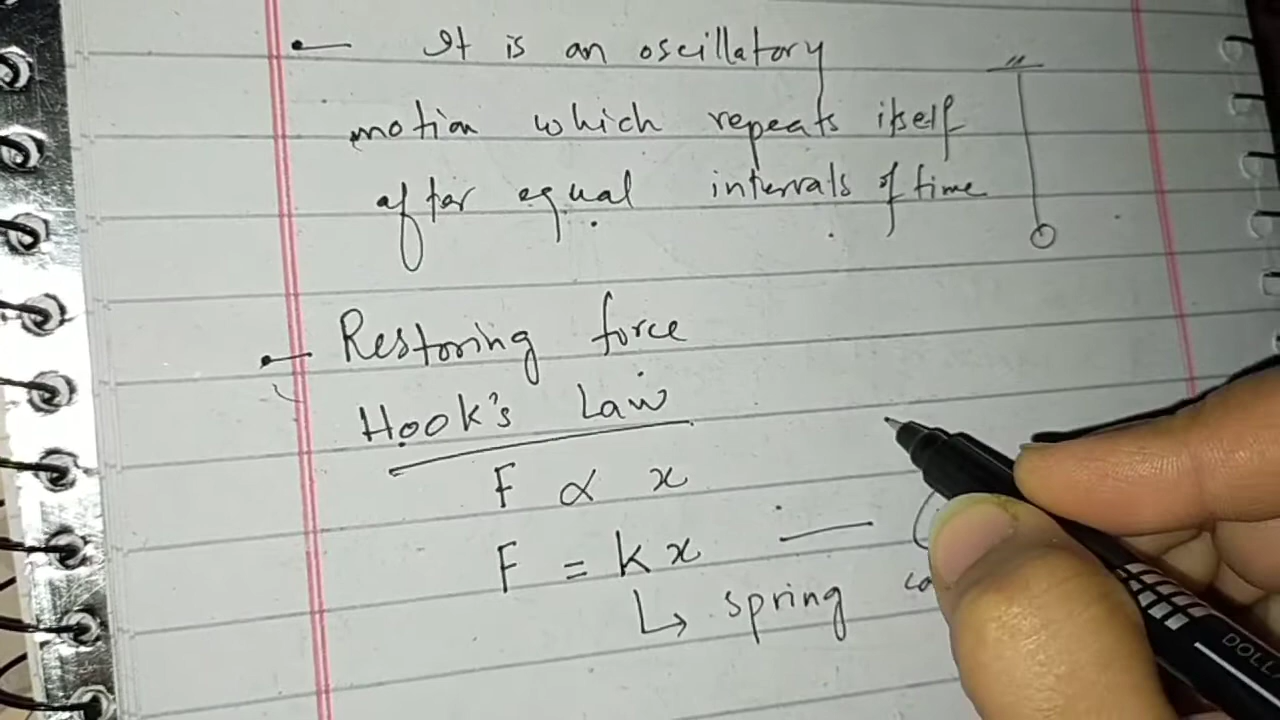 It is an oscillatory
motion which repeats itself
after equal intervals of time
Restoring force
Hook's Law
F ∝ x
F = kx —
↳ spring
DOLL